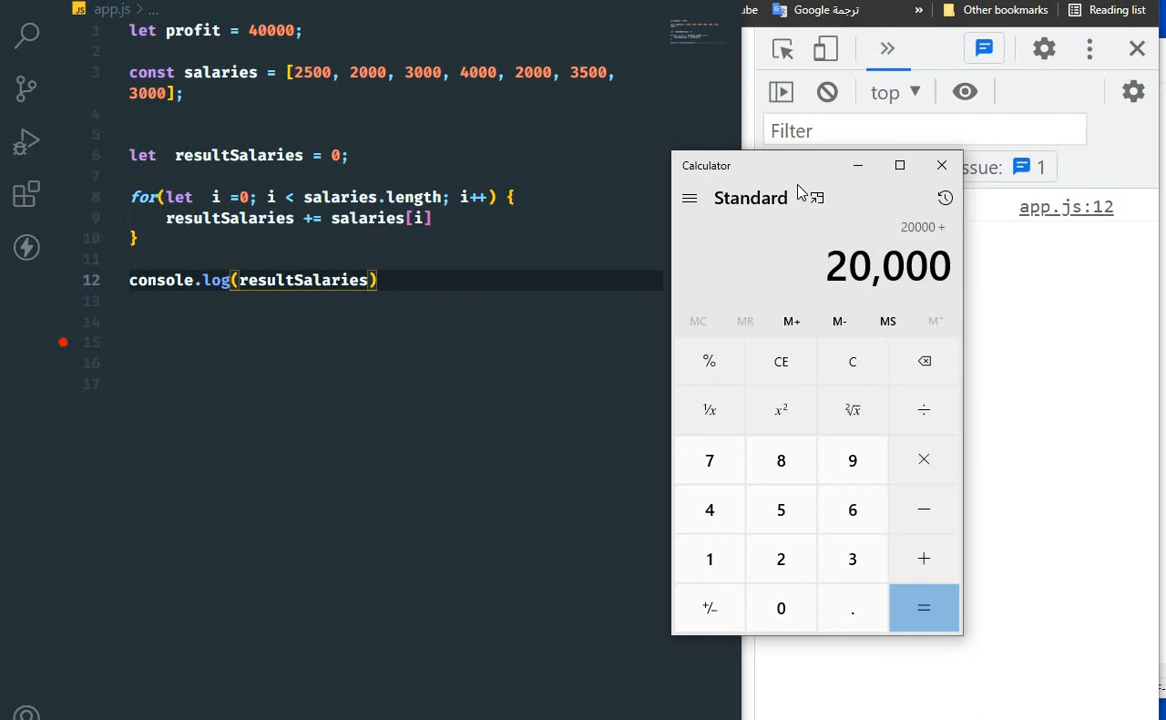 JS app.js > ...
1 let profit = 40000;
2
3 const salaries = [2500, 2000, 3000, 4000, 2000, 3500,
3000];
4
5
6 let resultSalaries = 0;
7
8 for(let i =0; i < salaries.length; i++) {
9 resultSalaries += salaries[i]
10 }
11
12 console.log(resultSalaries)
13
14
15
16
17
ube ترجمة Google » Other bookmarks Reading list
top ▼
Filter
ssue: 1
app.js:12
Calculator
Standard
20000 +
20,000
MC MR M+ M- MS M˅
% CE C
¹/x x² ²√x ÷
7 8 9 ×
4 5 6 −
1 2 3 +
+/− 0 . =